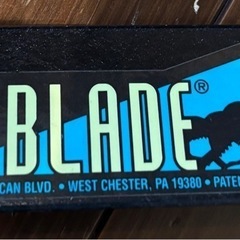 BLADE®
CAN BLVD. • WEST CHESTER, PA 19380 • PATE